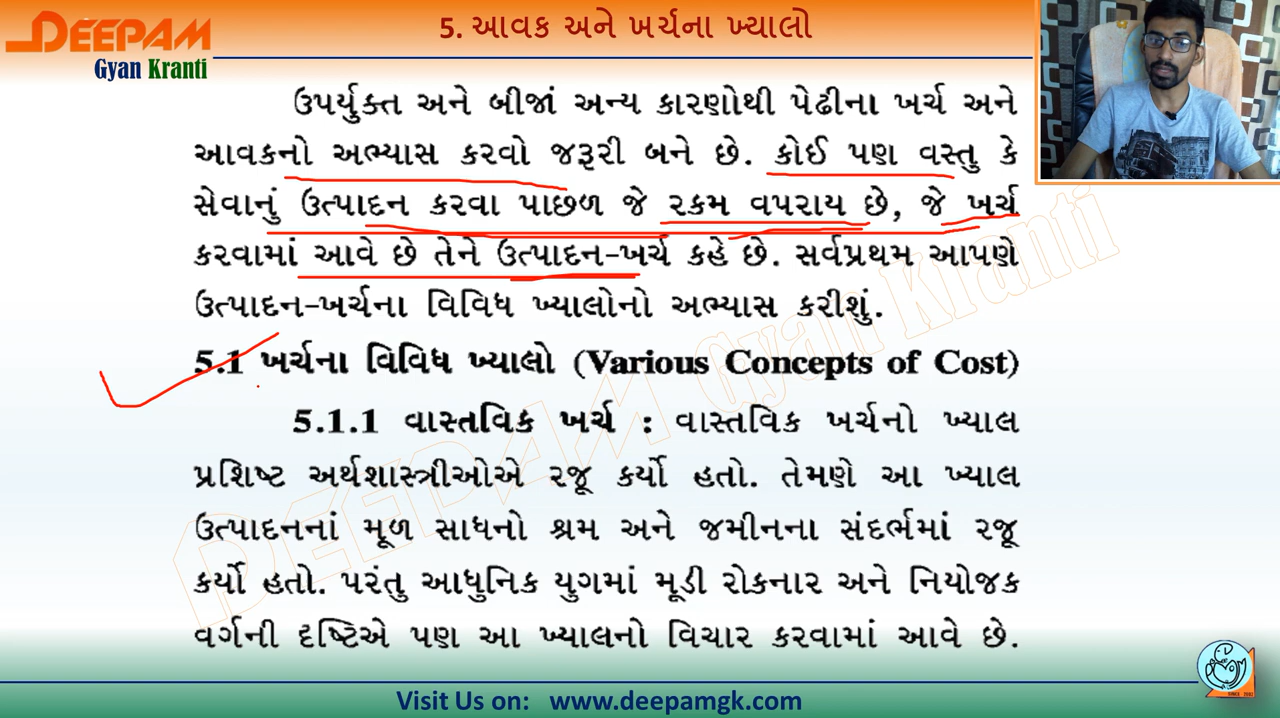 DEEPAM
Gyan Kranti
5. આવક અને ખર્ચના ખ્યાલો
ઉપર્યુક્ત અને બીજાં અન્ય કારણોથી પેઢીના ખર્ચ અને
આવકનો અભ્યાસ કરવો જરૂરી બને છે. કોઈ પણ વસ્તુ કે
સેવાનું ઉત્પાદન કરવા પાછળ જે રકમ વપરાય છે, જે ખર્ચ
કરવામાં આવે છે તેને ઉત્પાદન-ખર્ચ કહે છે. સર્વપ્રથમ આપણે
ઉત્પાદન-ખર્ચના વિવિધ ખ્યાલોનો અભ્યાસ કરીશું.
5.1 ખર્ચના વિવિધ ખ્યાલો (Various Concepts of Cost)
5.1.1 વાસ્તવિક ખર્ચ : વાસ્તવિક ખર્ચનો ખ્યાલ
પ્રશિષ્ટ અર્થશાસ્ત્રીઓએ રજૂ કર્યો હતો. તેમણે આ ખ્યાલ
ઉત્પાદનનાં મૂળ સાધનો શ્રમ અને જમીનના સંદર્ભમાં રજૂ
કર્યો હતો. પરંતુ આધુનિક યુગમાં મૂડી રોકનાર અને નિયોજક
વર્ગની દૃષ્ટિએ પણ આ ખ્યાલનો વિચાર કરવામાં આવે છે.
DEEPAM Gyan Kranti
Visit Us on: www.deepamgk.com